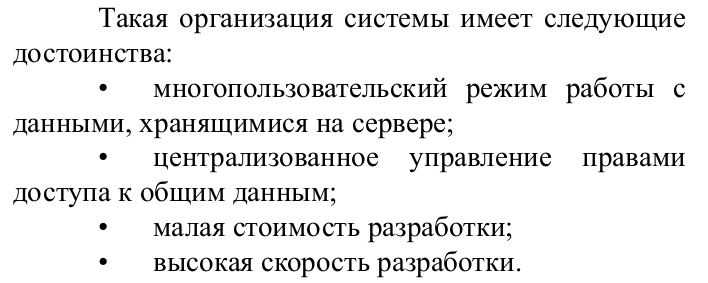 Такая организация системы имеет следующие
достоинства:
• многопользовательский режим работы с
данными, хранящимися на сервере;
• централизованное управление правами
доступа к общим данным;
• малая стоимость разработки;
• высокая скорость разработки.